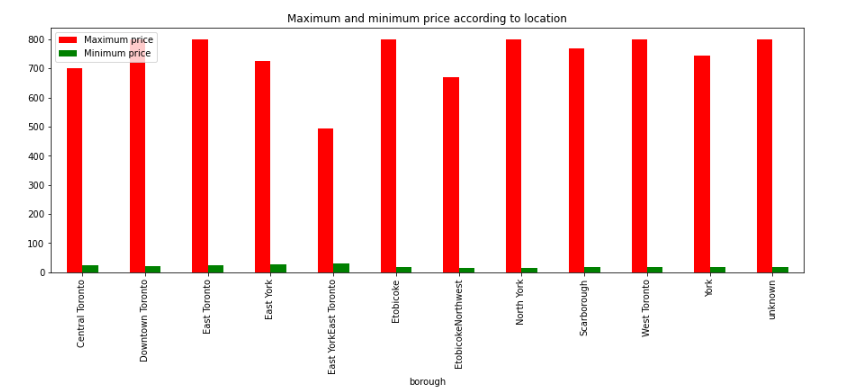 Maximum and minimum price according to location
Maximum price
Minimum price
800
700
600
500
400
300
200
100
0
Central Toronto
Downtown Toronto
East Toronto
East York
East YorkEast Toronto
Etobicoke
EtobicokeNorthwest
North York
Scarborough
West Toronto
York
unknown
borough